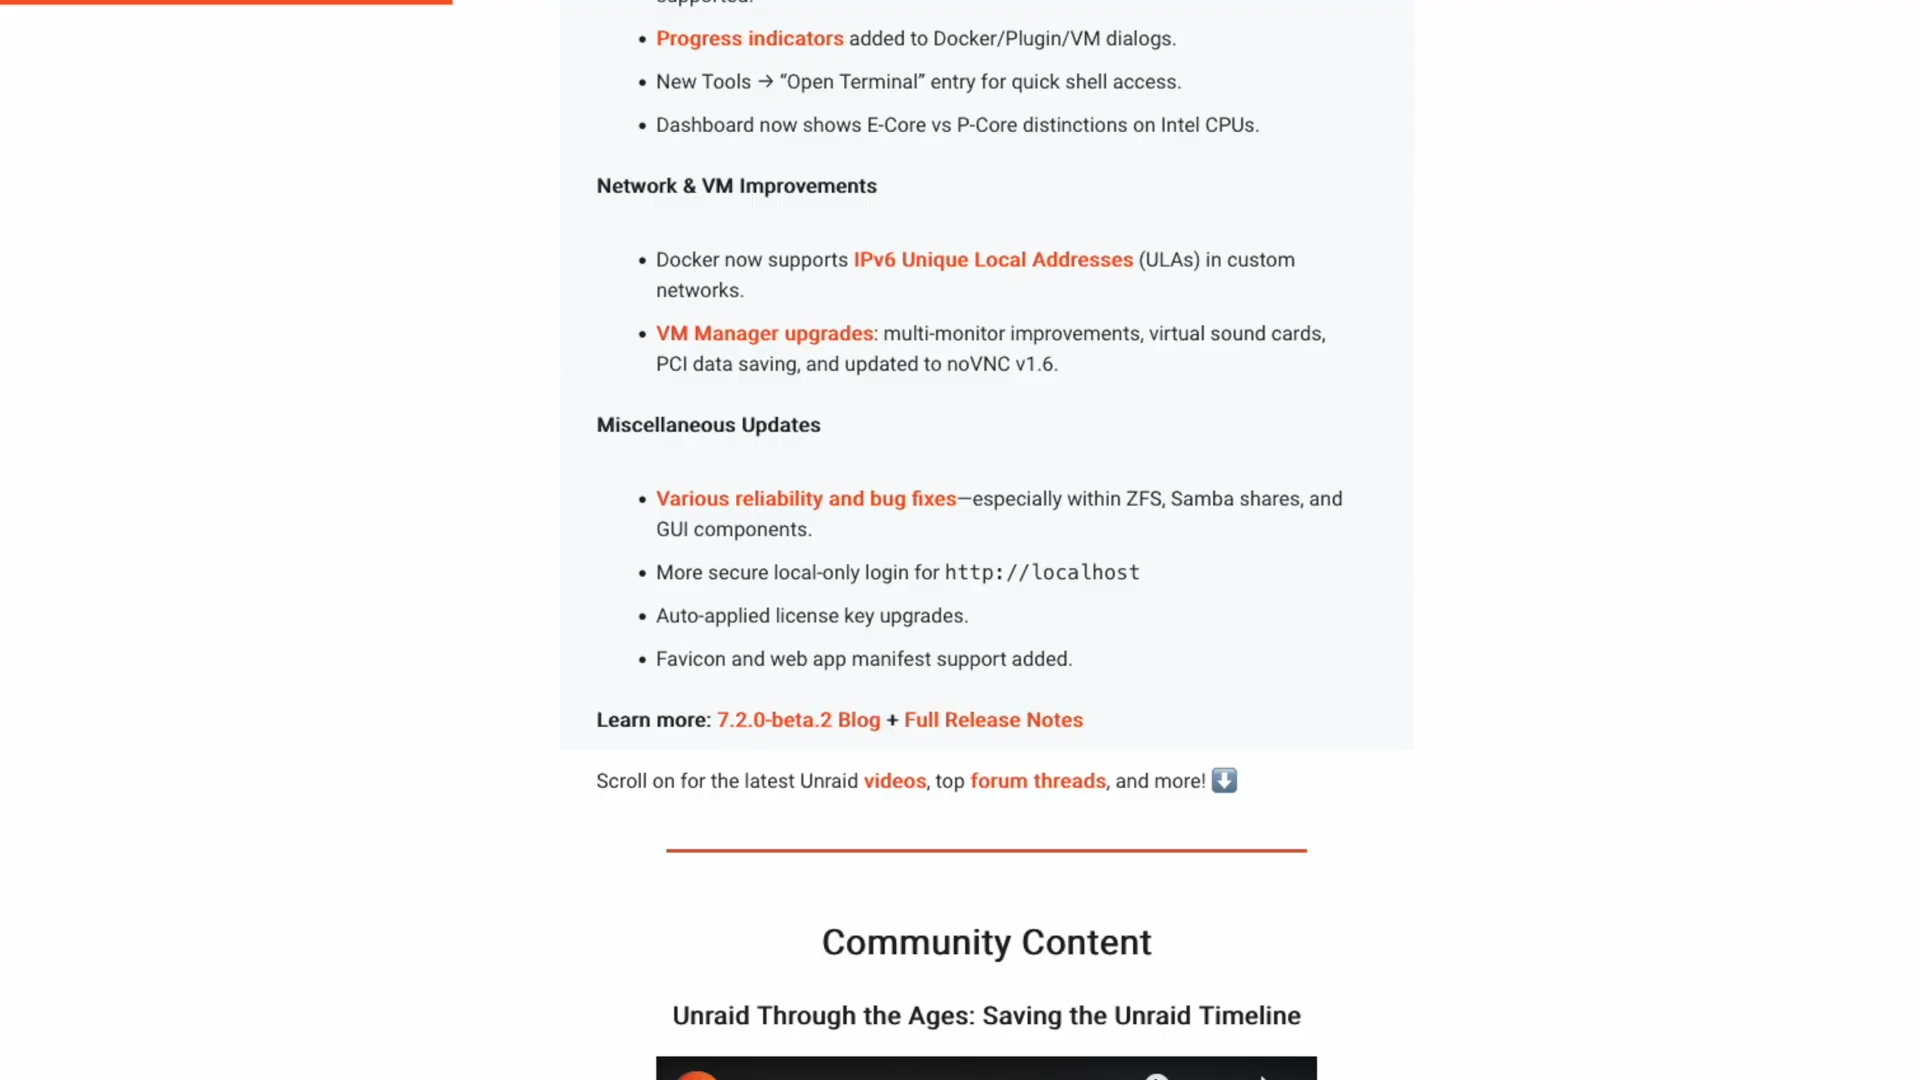 supported.
Progress indicators added to Docker/Plugin/VM dialogs.
New Tools → “Open Terminal” entry for quick shell access.
Dashboard now shows E-Core vs P-Core distinctions on Intel CPUs.
Network & VM Improvements
Docker now supports IPv6 Unique Local Addresses (ULAs) in custom
networks.
VM Manager upgrades: multi-monitor improvements, virtual sound cards,
PCI data saving, and updated to noVNC v1.6.
Miscellaneous Updates
Various reliability and bug fixes—especially within ZFS, Samba shares, and
GUI components.
More secure local-only login for http://localhost
Auto-applied license key upgrades.
Favicon and web app manifest support added.
Learn more: 7.2.0-beta.2 Blog + Full Release Notes
Scroll on for the latest Unraid videos, top forum threads, and more! ⬇️
Community Content
Unraid Through the Ages: Saving the Unraid Timeline